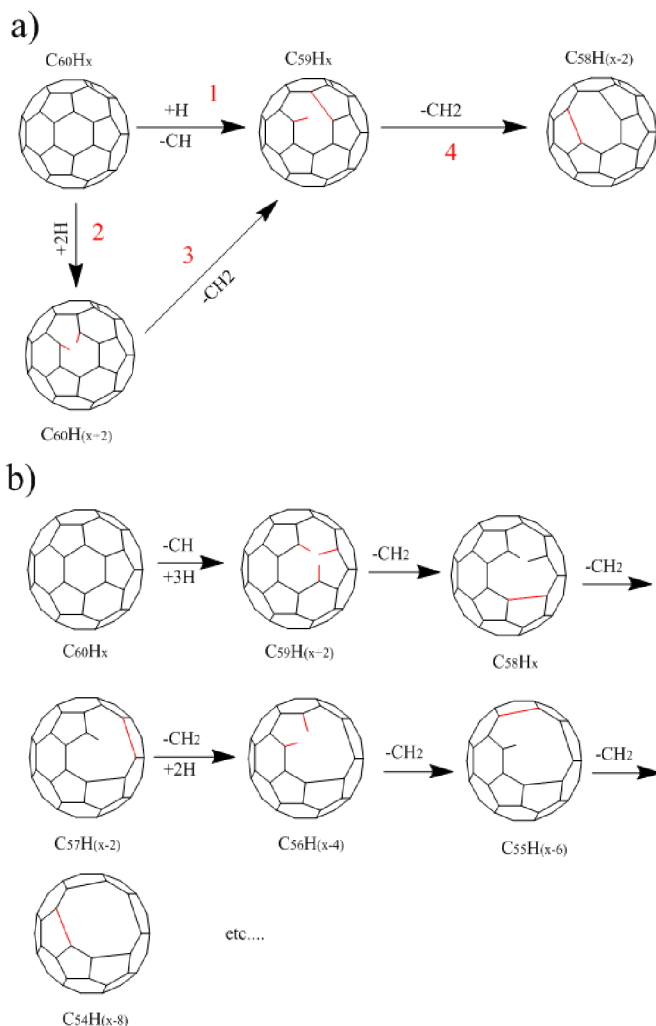 a)
C60Hx
C59Hx
C58H(x-2)
1
+H
-CH
-CH2
4
2
+2H
3
-CH2
C60H(x+2)
b)
-CH
+3H
-CH2
-CH2
C60Hx
C59H(x+2)
C58Hx
-CH2
+2H
-CH2
-CH2
C57H(x-2)
C56H(x-4)
C55H(x-6)
etc....
C54H(x-8)